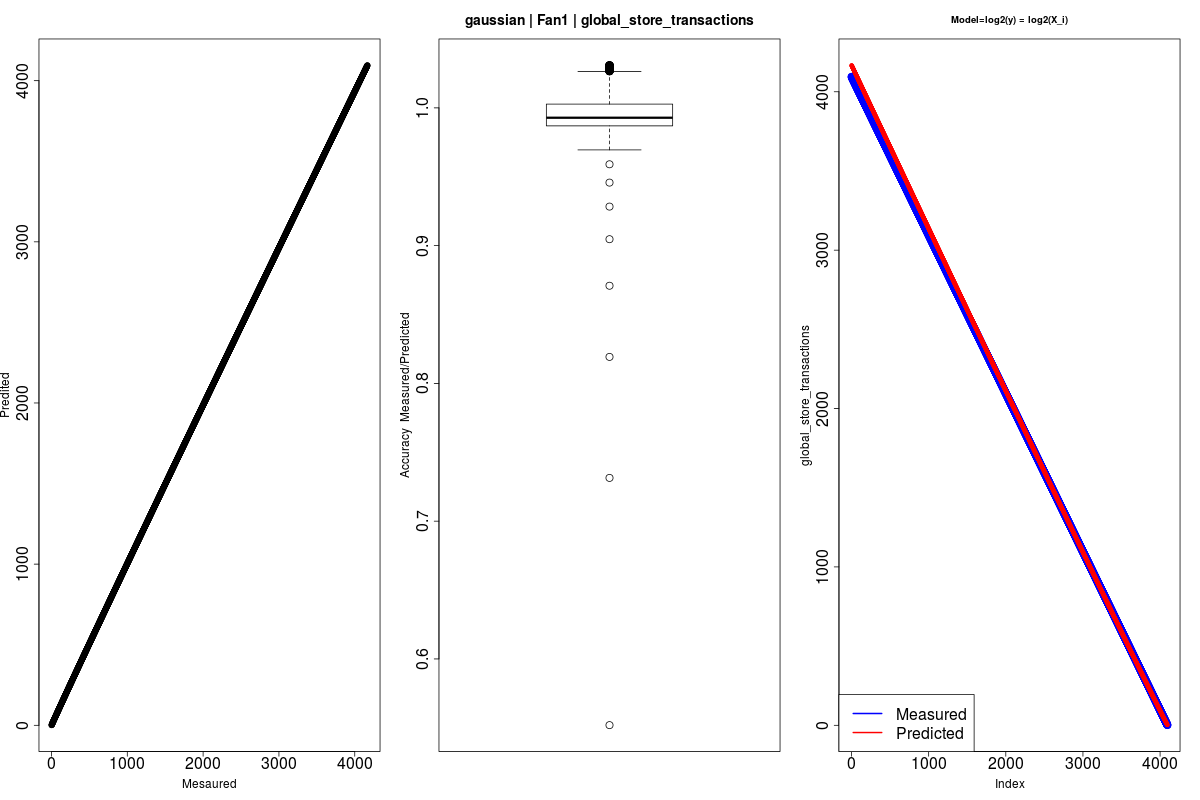 gaussian | Fan1 | global_store_transactions
Model=log2(y) = log2(X_i)
Predited
0
1000
2000
3000
4000
0
1000
2000
3000
4000
Mesaured
Accuracy Measured/Predicted
0.6
0.7
0.8
0.9
1.0
global_store_transactions
0
1000
2000
3000
4000
Measured
Predicted
0
1000
2000
3000
4000
Index